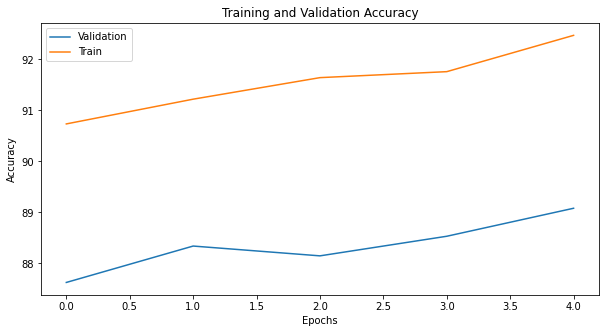 Training and Validation Accuracy
Validation
Train
92
91
90
89
88
Accuracy
0.0 0.5 1.0 1.5 2.0 2.5 3.0 3.5 4.0
Epochs